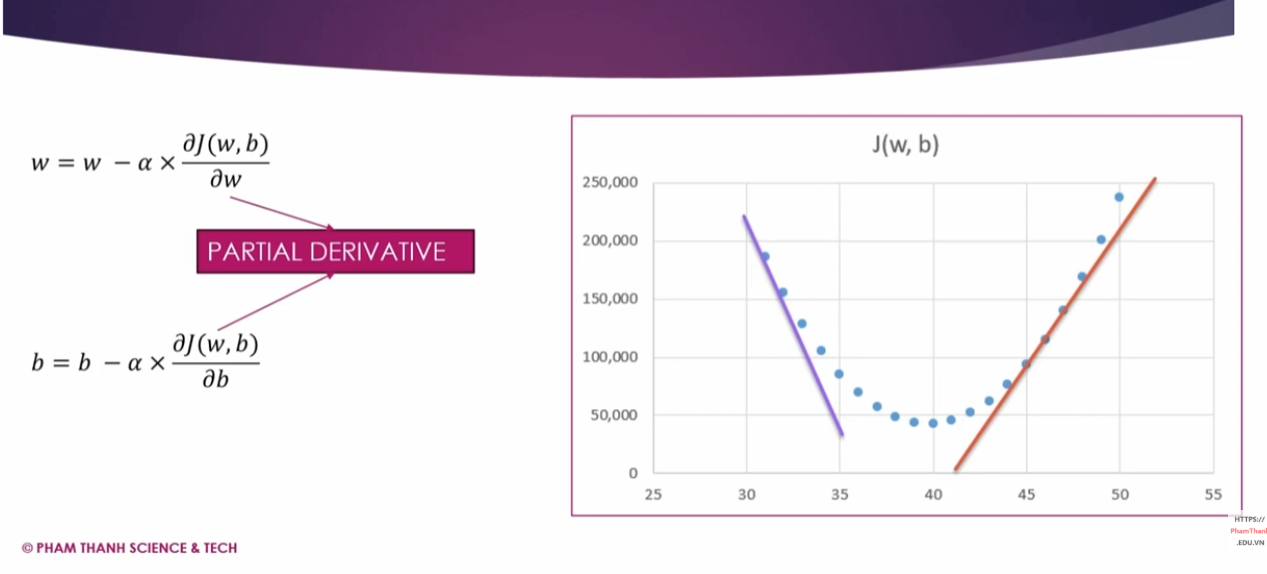 w = w − α × ∂J(w, b)/∂w
PARTIAL DERIVATIVE
b = b − α × ∂J(w, b)/∂b
J(w, b)
250,000
200,000
150,000
100,000
50,000
0
25 30 35 40 45 50 55
© PHAM THANH SCIENCE & TECH
HTTPS://
PhamThanh
.EDU.VN